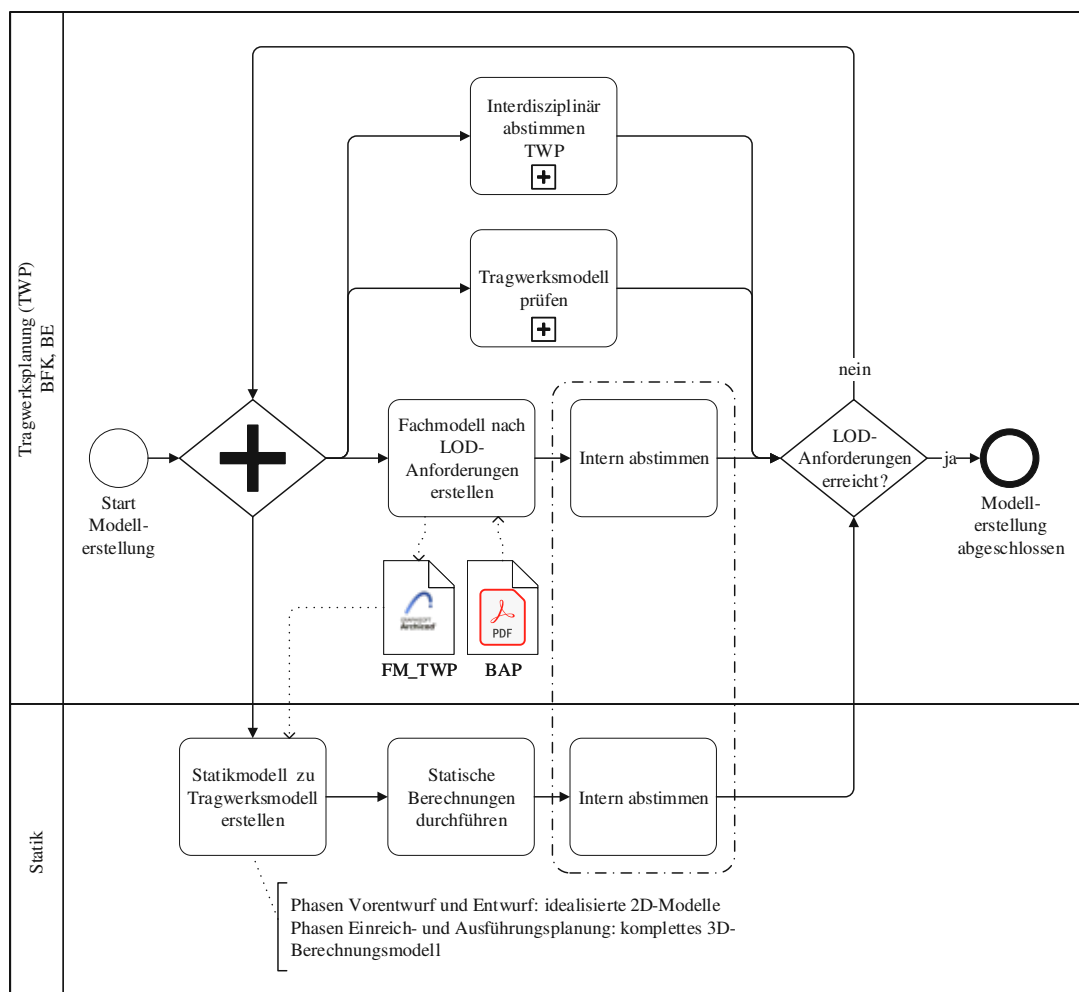 Tragwerksplanung (TWP)
BFK, BE
Interdisziplinär
abstimmen
TWP
Tragwerksmodell
prüfen
nein
Start
Modell-
erstellung
Fachmodell nach
LOD-
Anforderungen
erstellen
Intern abstimmen
LOD-
Anforderungen
erreicht?
ja
Modell-
erstellung
abgeschlossen
GRAPHISOFT
Archicad
FM_TWP
PDF
BAP
Statik
Statikmodell zu
Tragwerksmodell
erstellen
Statische
Berechnungen
durchführen
Intern abstimmen
Phasen Vorentwurf und Entwurf: idealisierte 2D-Modelle
Phasen Einreich- und Ausführungsplanung: komplettes 3D-
Berechnungsmodell